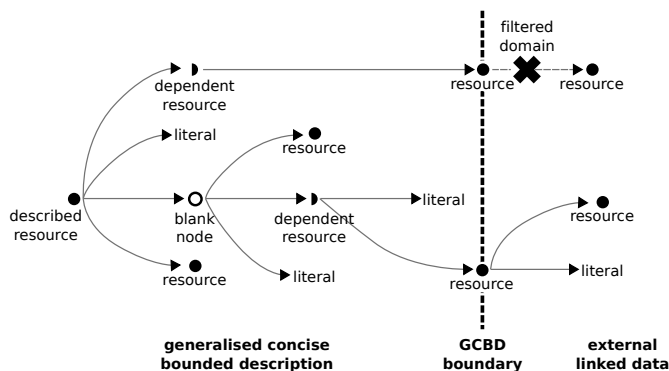 filtered
domain
dependent
resource
resource
resource
literal
resource
described
resource
blank
node
dependent
resource
literal
resource
resource
literal
resource
literal
generalised concise
bounded description
GCBD
boundary
external
linked data